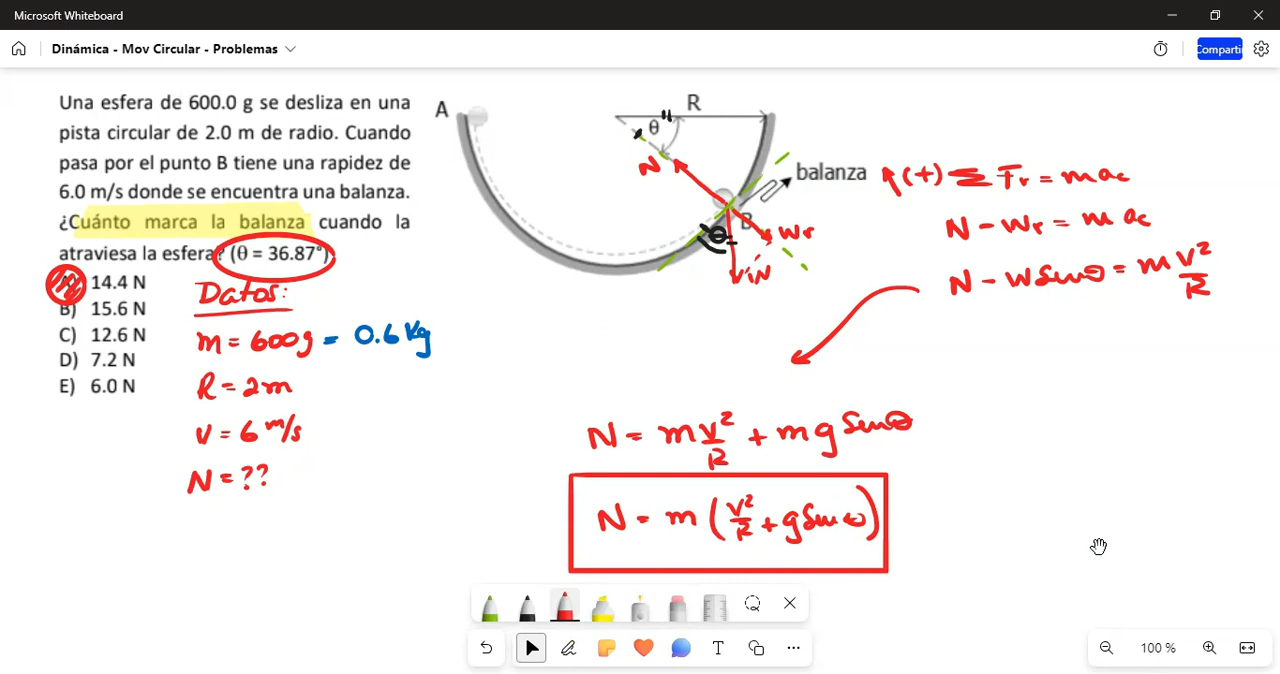 Microsoft Whiteboard
Dinámica - Mov Circular - Problemas
Comparti
Una esfera de 600.0 g se desliza en una
pista circular de 2.0 m de radio. Cuando
pasa por el punto B tiene una rapidez de
6.0 m/s donde se encuentra una balanza.
¿Cuánto marca la balanza cuando la
atraviesa la esfera? (θ = 36.87°)
14.4 N
B) 15.6 N
C) 12.6 N
D) 7.2 N
E) 6.0 N
Datos:
m = 600g = 0.6 Kg
R = 2m
V = 6 m/s
N = ??
A
R
θ
N
balanza
B
Wr
θ
W
(+) Σ Fr = mac
N - Wr = m ac
N - W Senθ = m V²/R
N = m V²/R + mg Senθ
N = m (V²/R + g Senθ)
100 %